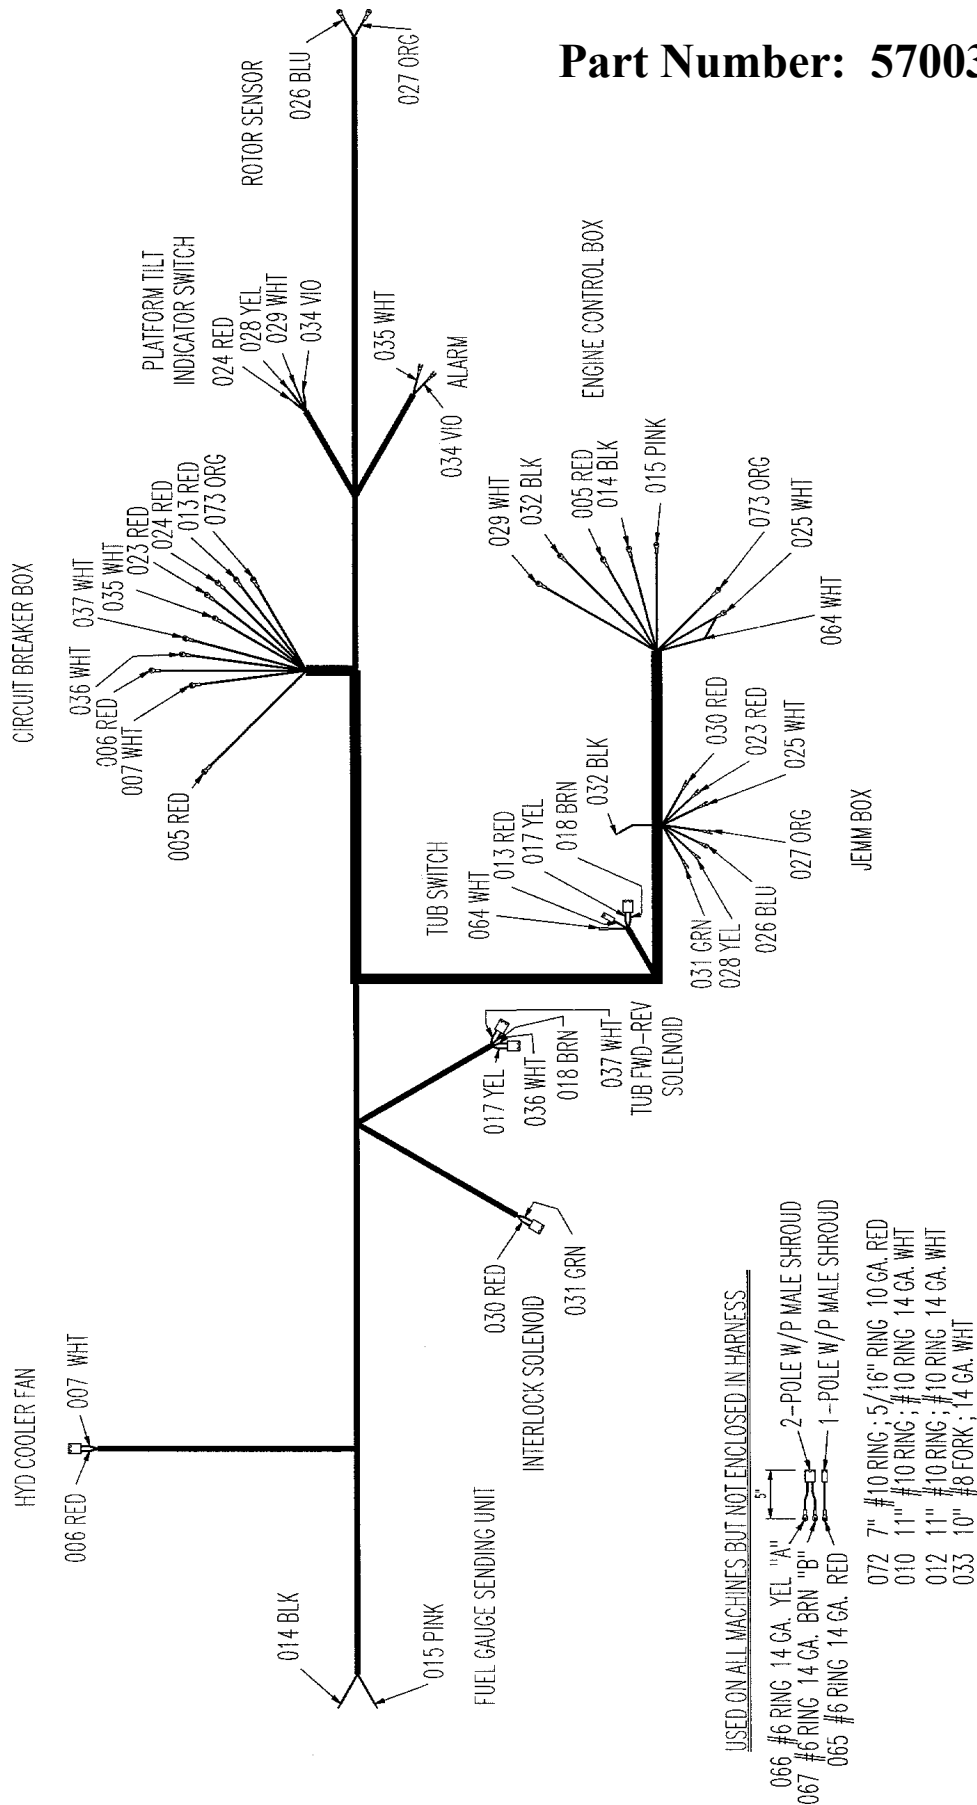 Part Number:  57003
HYD COOLER FAN
006 RED
007 WHT
014 BLK
015 PINK
FUEL GAUGE SENDING UNIT
030 RED
031 GRN
INTERLOCK SOLENOID
017 YEL
036 WHT
018 BRN
037 WHT
TUB FWD-REV
SOLENOID
CIRCUIT BREAKER BOX
005 RED
007 WHT
006 RED
036 WHT
037 WHT
035 WHT
023 RED
024 RED
013 RED
073 ORG
TUB SWITCH
064 WHT
013 RED
017 YEL
018 BRN
032 BLK
031 GRN
028 YEL
026 BLU
027 ORG
025 WHT
023 RED
030 RED
JEMM BOX
PLATFORM TILT
INDICATOR SWITCH
024 RED
028 YEL
029 WHT
034 VIO
034 VIO
035 WHT
ALARM
ROTOR SENSOR
026 BLU
027 ORG
ENGINE CONTROL BOX
029 WHT
032 BLK
005 RED
014 BLK
015 PINK
073 ORG
025 WHT
064 WHT
USED ON ALL MACHINES BUT NOT ENCLOSED IN HARNESS
5"
066 #6 RING 14 GA. YEL "A"
2-POLE W/P MALE SHROUD
067 #6 RING 14 GA. BRN "B"
065 #6 RING 14 GA. RED
1-POLE W/P MALE SHROUD
072 7" #10 RING; 5/16" RING 10 GA. RED
010 11" #10 RING; #10 RING 14 GA. WHT
012 11" #10 RING; #10 RING 14 GA. WHT
033 10" #8 FORK; 14 GA. WHT